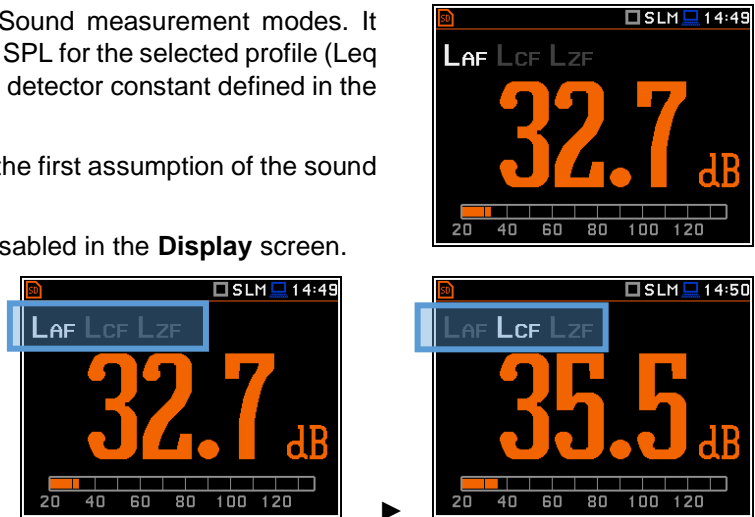 Sound measurement modes. It
SPL for the selected profile (Leq
detector constant defined in the
the first assumption of the sound
sabled in the Display screen.
SD SLM 14:49
LAF LCF LZF
32.7 dB
20 40 60 80 100 120
SD SLM 14:49
LAF LCF LZF
32.7 dB
20 40 60 80 100 120
SD SLM 14:50
LAF LCF LZF
35.5 dB
20 40 60 80 100 120